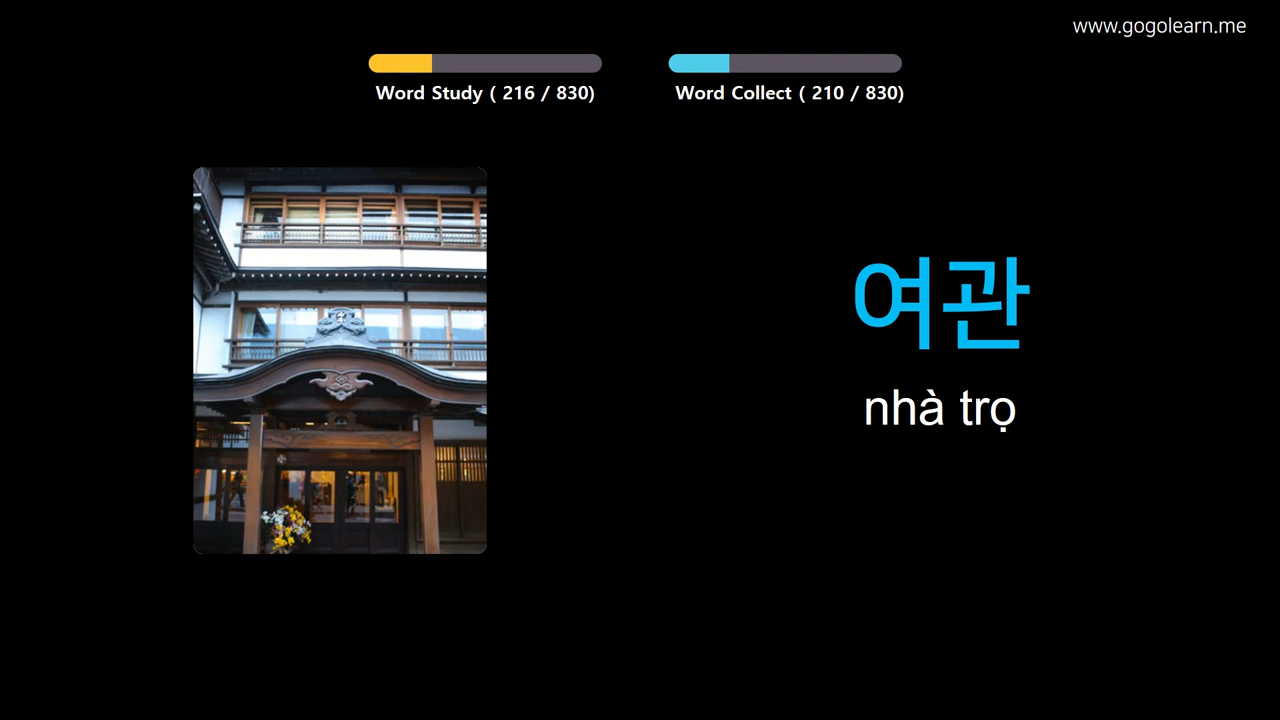 www.gogolearn.me
Word Study ( 216 / 830)
Word Collect ( 210 / 830)
여관
nhà trọ